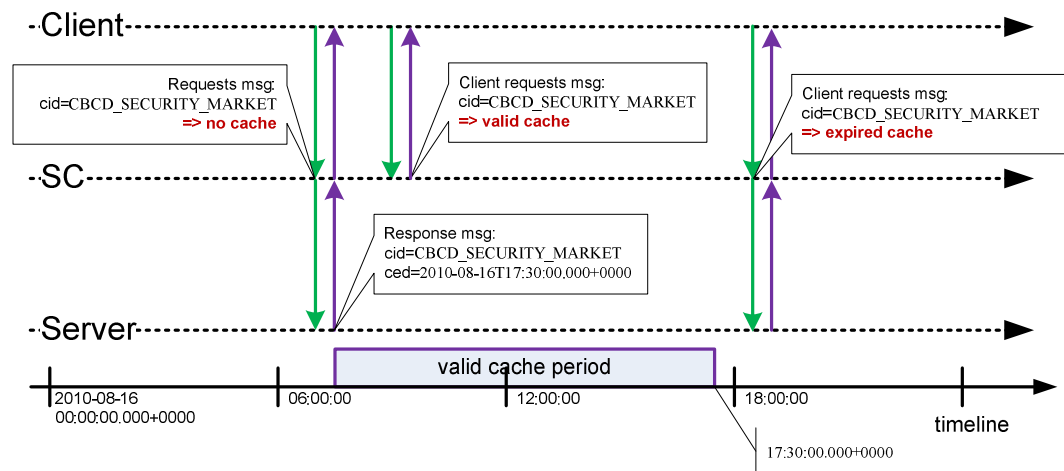 Client
Requests msg:
cid=CBCD_SECURITY_MARKET
=> no cache
Client requests msg:
cid=CBCD_SECURITY_MARKET
=> valid cache
Client requests msg:
cid=CBCD_SECURITY_MARKET
=> expired cache
SC
Response msg:
cid=CBCD_SECURITY_MARKET
ced=2010-08-16T17:30:00.000+0000
Server
valid cache period
2010-08-16
00:00:00.000+0000
06:00:00
12:00:00
18:00:00
timeline
17:30:00.000+0000